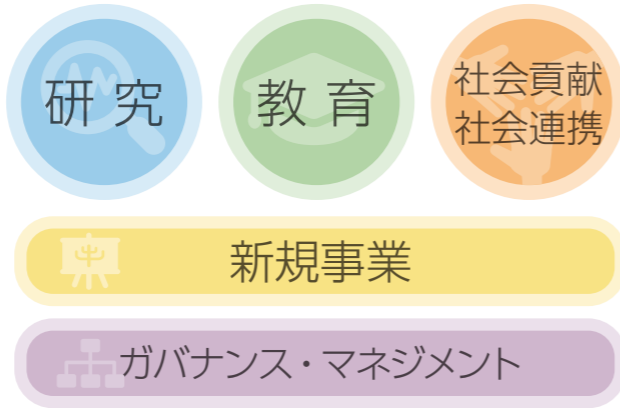 研究
教育
社会貢献
社会連携
新規事業
ガバナンス・マネジメント